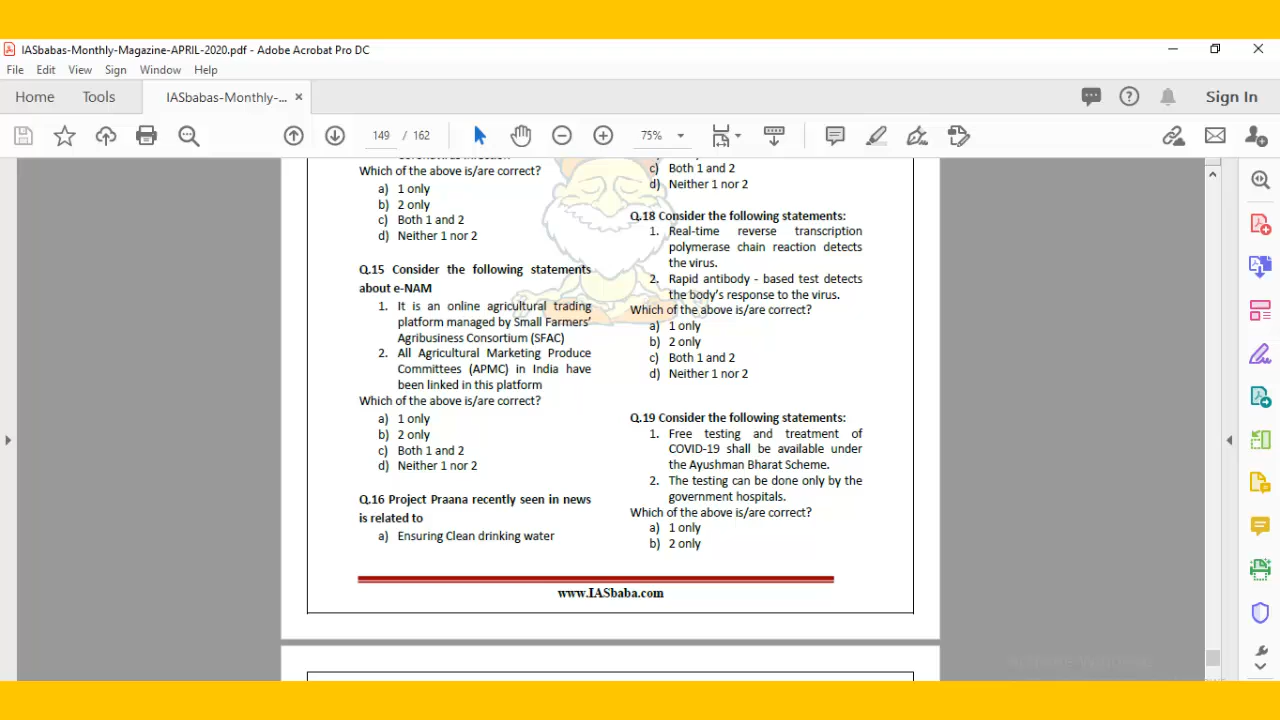 IASbabas-Monthly-Magazine-APRIL-2020.pdf - Adobe Acrobat Pro DC
File Edit View Sign Window Help
Home Tools IASbabas-Monthly-... × Sign In
149 / 162 75%
Which of the above is/are correct?
a) 1 only
b) 2 only
c) Both 1 and 2
d) Neither 1 nor 2
Q.15 Consider the following statements
about e-NAM
1. It is an online agricultural trading
platform managed by Small Farmers'
Agribusiness Consortium (SFAC)
2. All Agricultural Marketing Produce
Committees (APMC) in India have
been linked in this platform
Which of the above is/are correct?
a) 1 only
b) 2 only
c) Both 1 and 2
d) Neither 1 nor 2
Q.16 Project Praana recently seen in news
is related to
a) Ensuring Clean drinking water
c) Both 1 and 2
d) Neither 1 nor 2
Q.18 Consider the following statements:
1. Real-time reverse transcription
polymerase chain reaction detects
the virus.
2. Rapid antibody - based test detects
the body's response to the virus.
Which of the above is/are correct?
a) 1 only
b) 2 only
c) Both 1 and 2
d) Neither 1 nor 2
Q.19 Consider the following statements:
1. Free testing and treatment of
COVID-19 shall be available under
the Ayushman Bharat Scheme.
2. The testing can be done only by the
government hospitals.
Which of the above is/are correct?
a) 1 only
b) 2 only
www.IASbaba.com